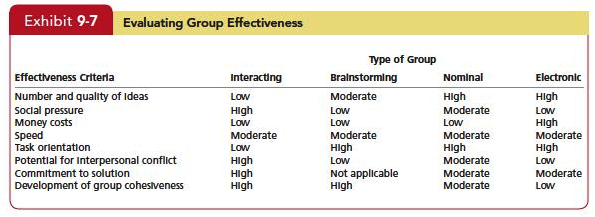 Exhibit 9-7 Evaluating Group Effectiveness
Type of Group
Effectiveness Criteria Interacting Brainstorming Nominal Electronic
Number and quality of ideas Low Moderate High High
Social pressure High Low Moderate Low
Money costs Low Low Low High
Speed Moderate Moderate Moderate Moderate
Task orientation Low High High High
Potential for interpersonal conflict High Low Moderate Low
Commitment to solution High Not applicable Moderate Moderate
Development of group cohesiveness High High Moderate Low